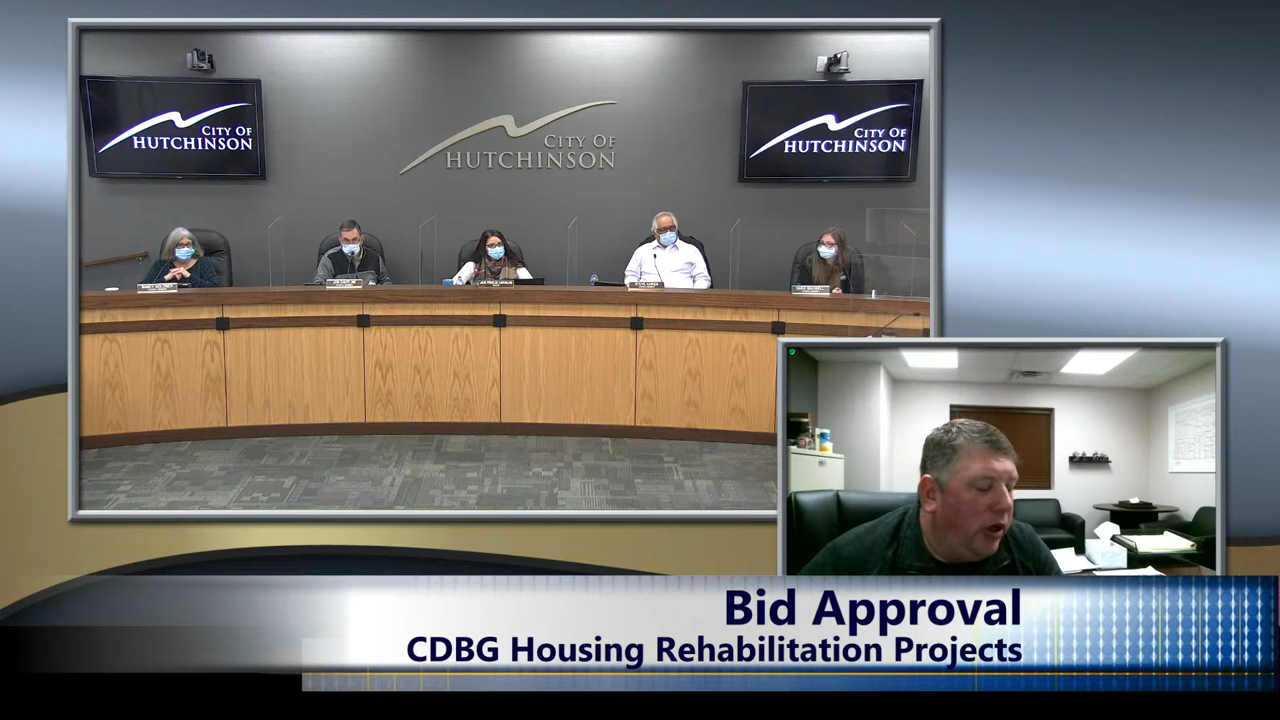 CITY OF
HUTCHINSON
CITY OF
HUTCHINSON
CITY OF
HUTCHINSON
Bid Approval
CDBG Housing Rehabilitation Projects